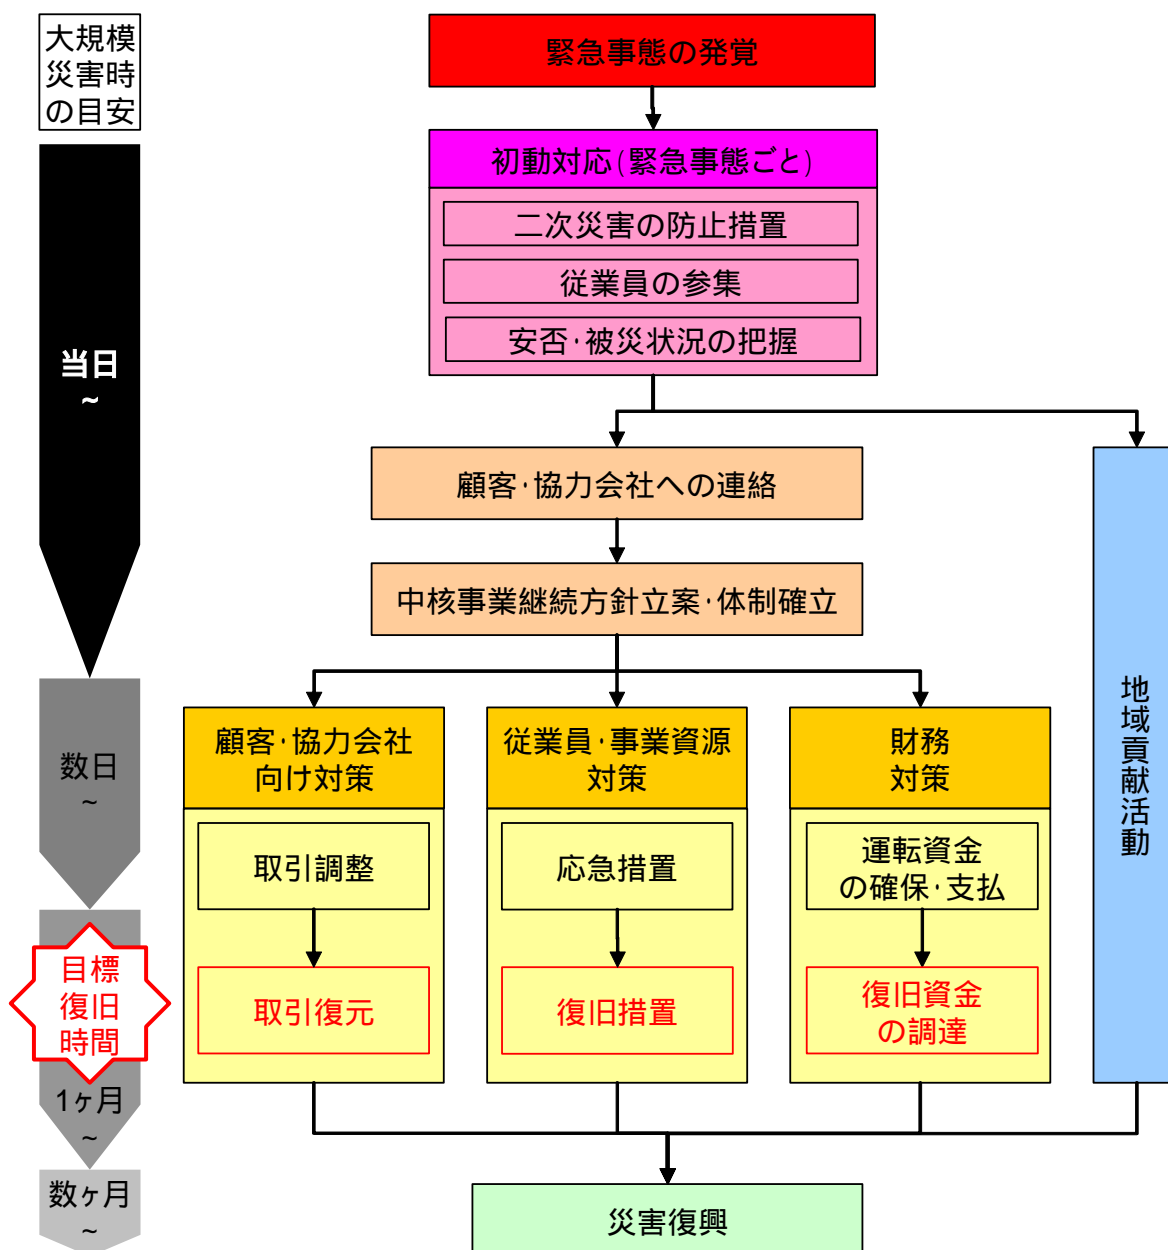 大規模
災害時
の目安
緊急事態の発覚
初動対応(緊急事態ごと)
二次災害の防止措置
従業員の参集
安否・被災状況の把握
当日
~
顧客・協力会社への連絡
中核事業継続方針立案・体制確立
地域貢献活動
数日
~
顧客・協力会社
向け対策
取引調整
取引復元
従業員・事業資源
対策
応急措置
復旧措置
財務
対策
運転資金
の確保・支払
復旧資金
の調達
目標
復旧
時間
1ヶ月
~
数ヶ月
~
災害復興